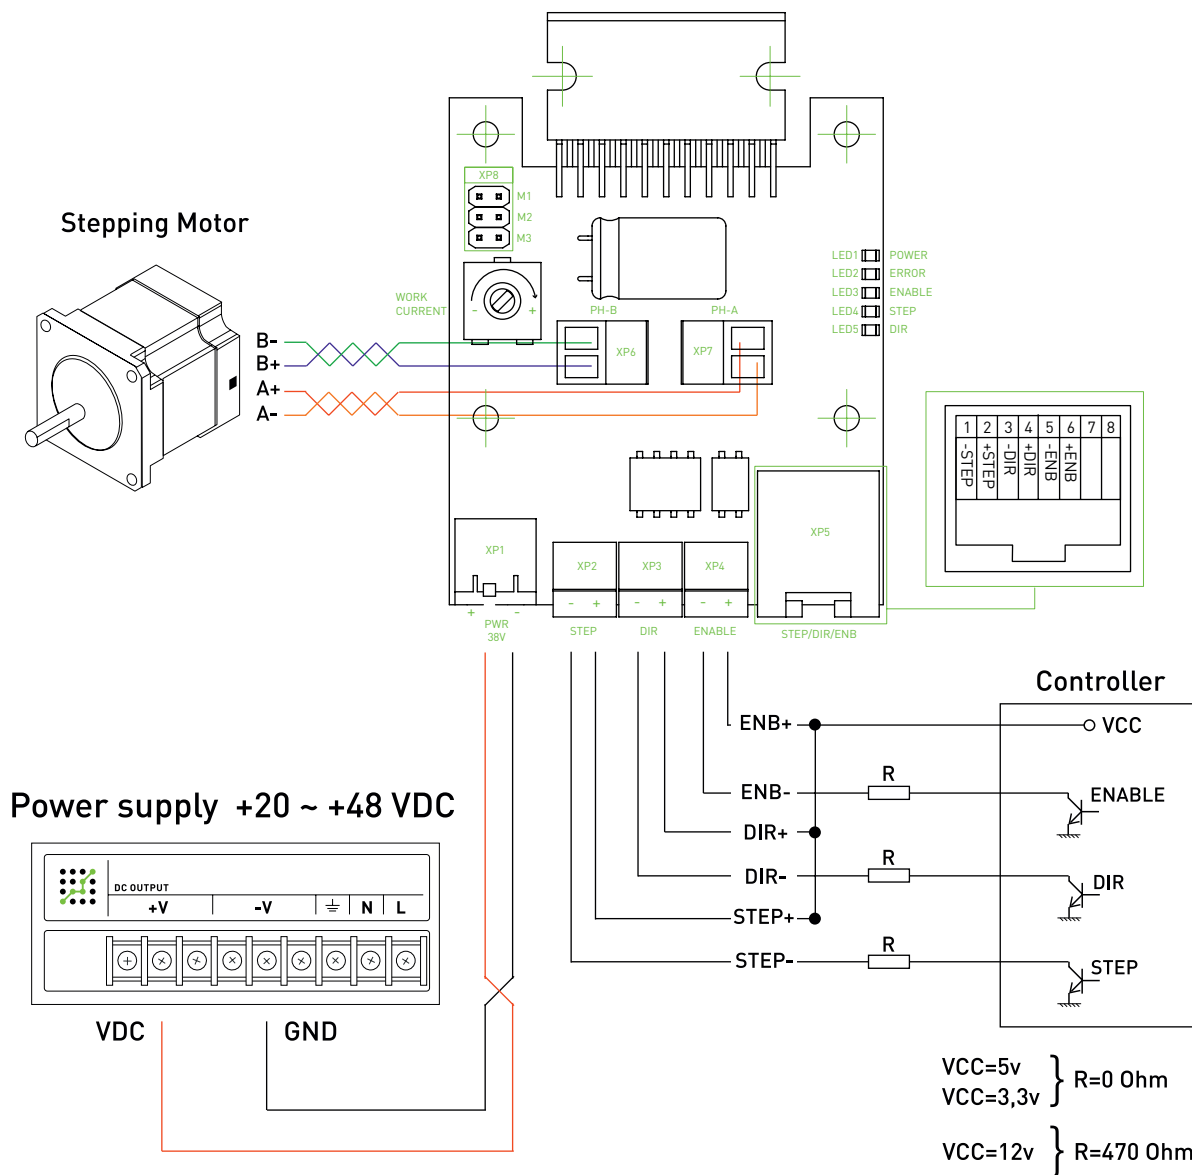 Stepping Motor
B-
B+
A+
A-
XP8
M1
M2
M3
WORK
CURRENT
- +
PH-B
PH-A
XP6
XP7
LED1 POWER
LED2 ERROR
LED3 ENABLE
LED4 STEP
LED5 DIR
1 2 3 4 5 6 7 8
-STEP
+STEP
-DIR
+DIR
-ENB
+ENB
XP1
XP2
XP3
XP4
XP5
+ -
- +
- +
- +
PWR
38V
STEP
DIR
ENABLE
STEP/DIR/ENB
Controller
ENB+
VCC
ENB-
R
ENABLE
DIR+
DIR-
R
DIR
STEP+
STEP-
R
STEP
Power supply +20 ~ +48 VDC
DC OUTPUT
+V -V N L
VDC
GND
VCC=5v
VCC=3,3v
R=0 Ohm
VCC=12v
R=470 Ohm